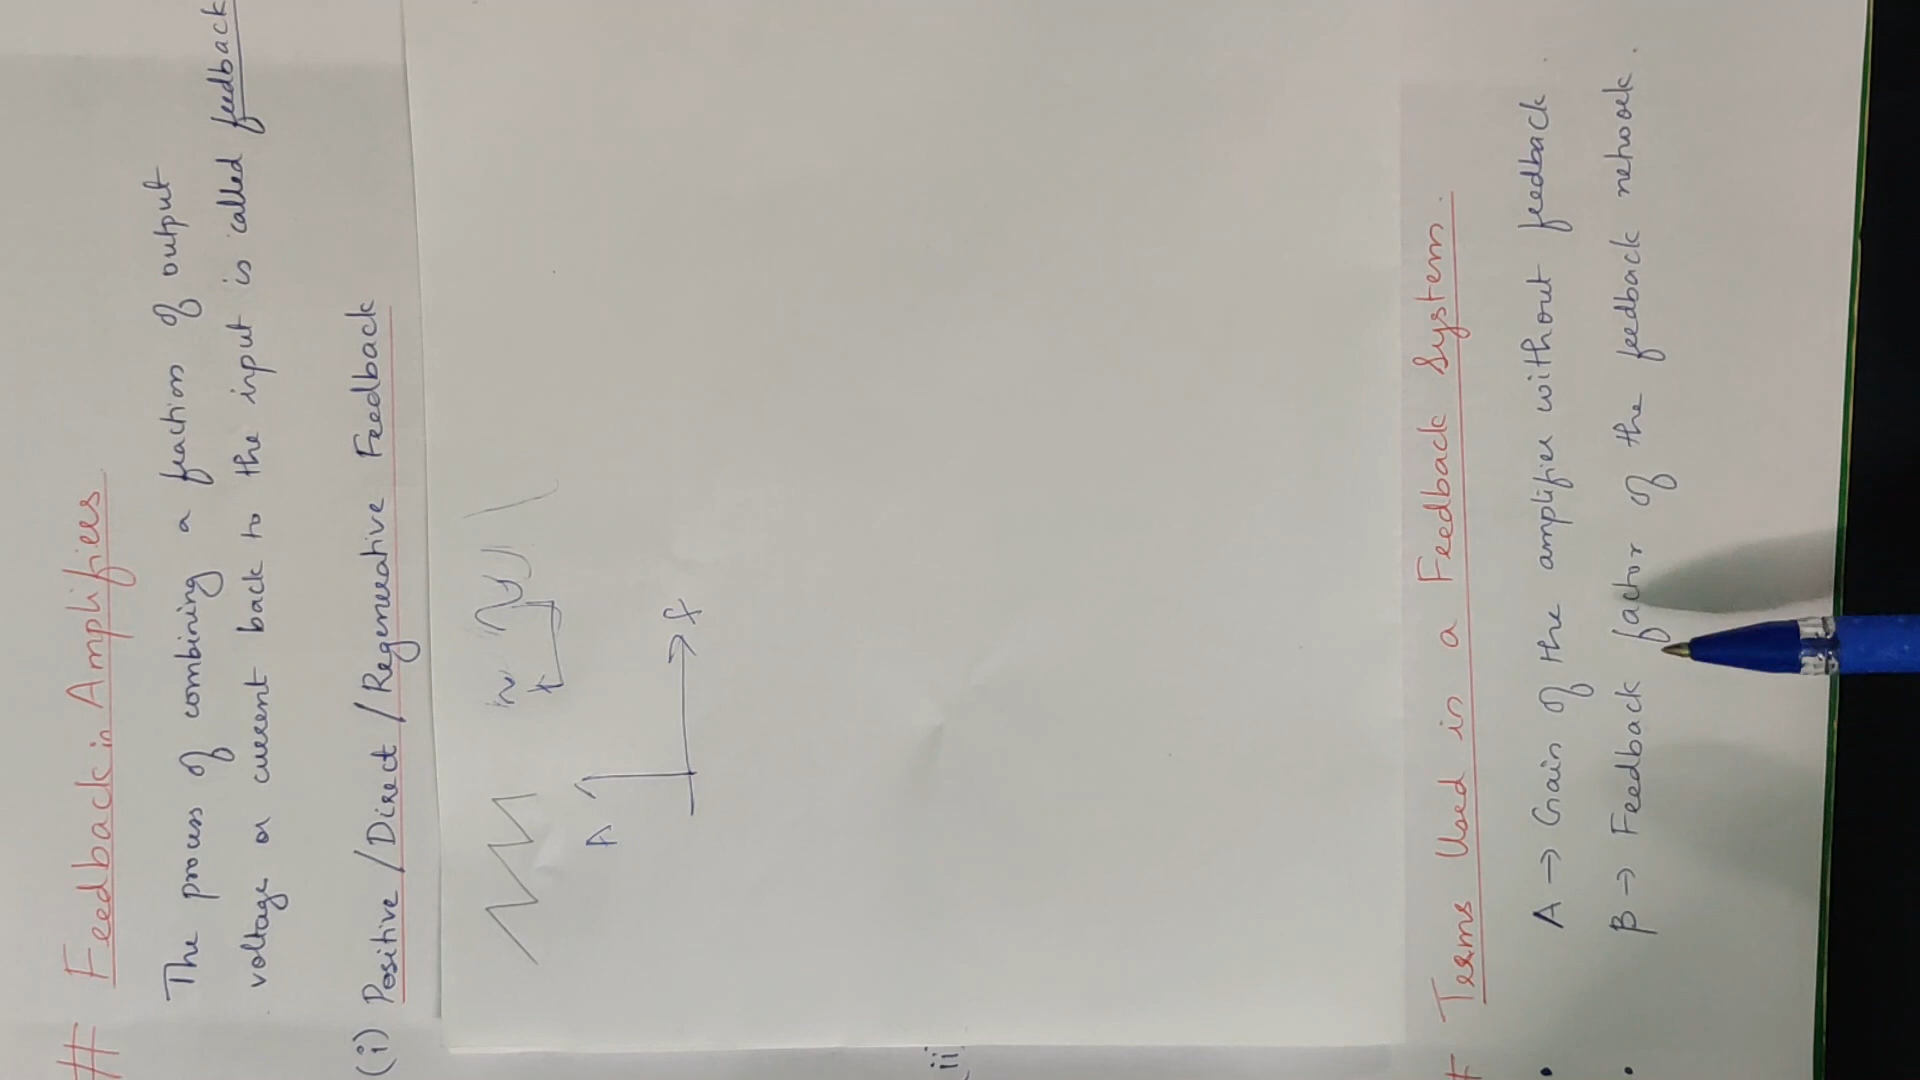 # Feedback in Amplifiers
The process of combining a fraction of output
voltage or current back to the input is called feedback
(i) Positive/Direct/Regenerative Feedback
A
f
(ii
# Terms Used in a Feedback System.
• A → Gain of the amplifier without feedback.
• β → Feedback factor of the feedback network.